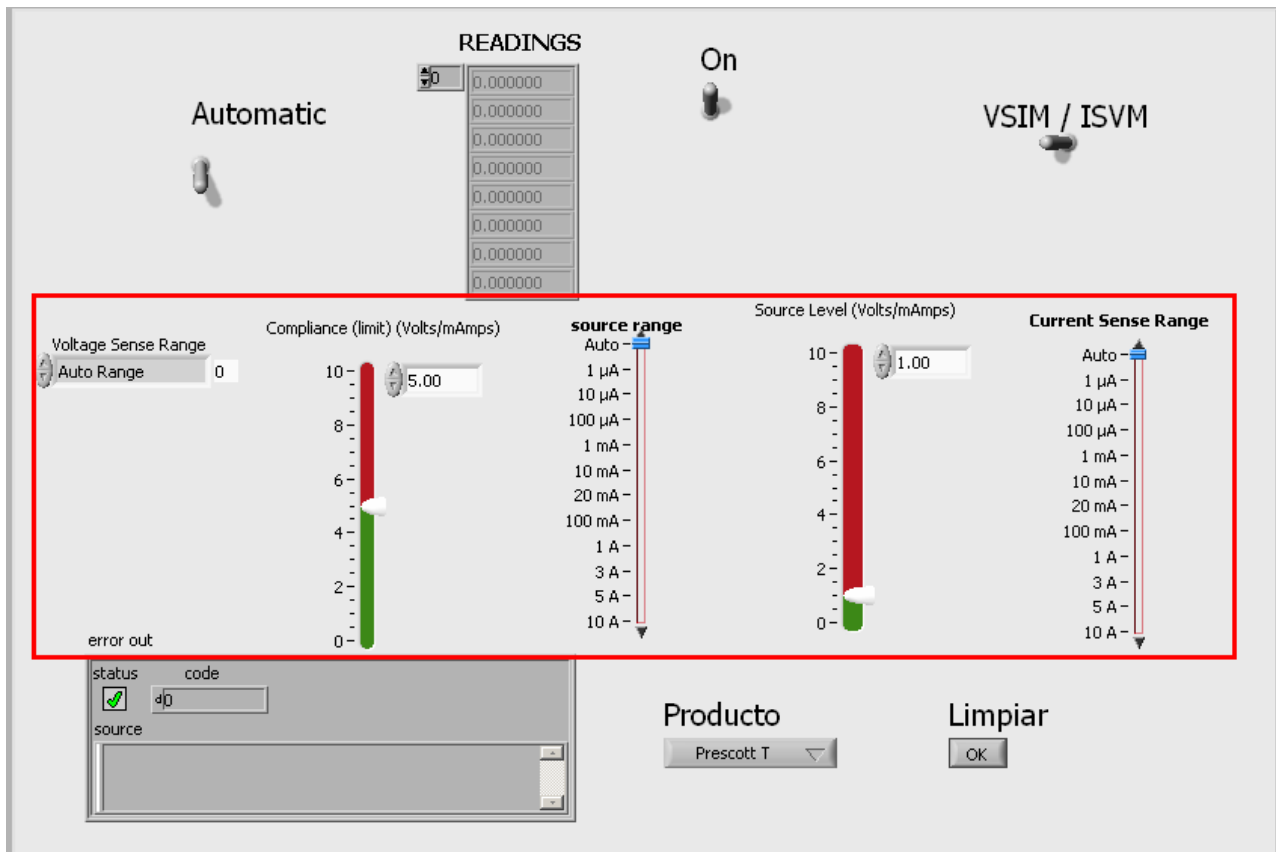 READINGS
0
0.000000
0.000000
0.000000
0.000000
0.000000
0.000000
0.000000
0.000000
Automatic
On
VSIM / ISVM
Voltage Sense Range
Auto Range
0
Compliance (limit) (Volts/mAmps)
5.00
10
8
6
4
2
0
source range
Auto
1 µA
10 µA
100 µA
1 mA
10 mA
20 mA
100 mA
1 A
3 A
5 A
10 A
Source Level (Volts/mAmps)
1.00
10
8
6
4
2
0
Current Sense Range
Auto
1 µA
10 µA
100 µA
1 mA
10 mA
20 mA
100 mA
1 A
3 A
5 A
10 A
error out
status code
d0
source
Producto
Prescott T
Limpiar
OK